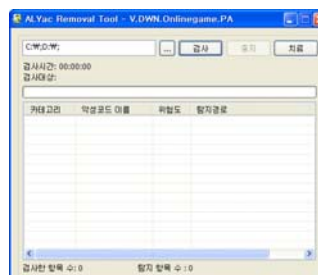 ALYac Removal Tool - V.DWN.Onlinegame.PA
C:₩;D:₩; ... 검사 중지 치료
검사시간: 00:00:00
검사대상:
카테고리 악성코드 이름 위험도 탐지경로
검사한 항목 수: 0 탐지 항목 수 : 0